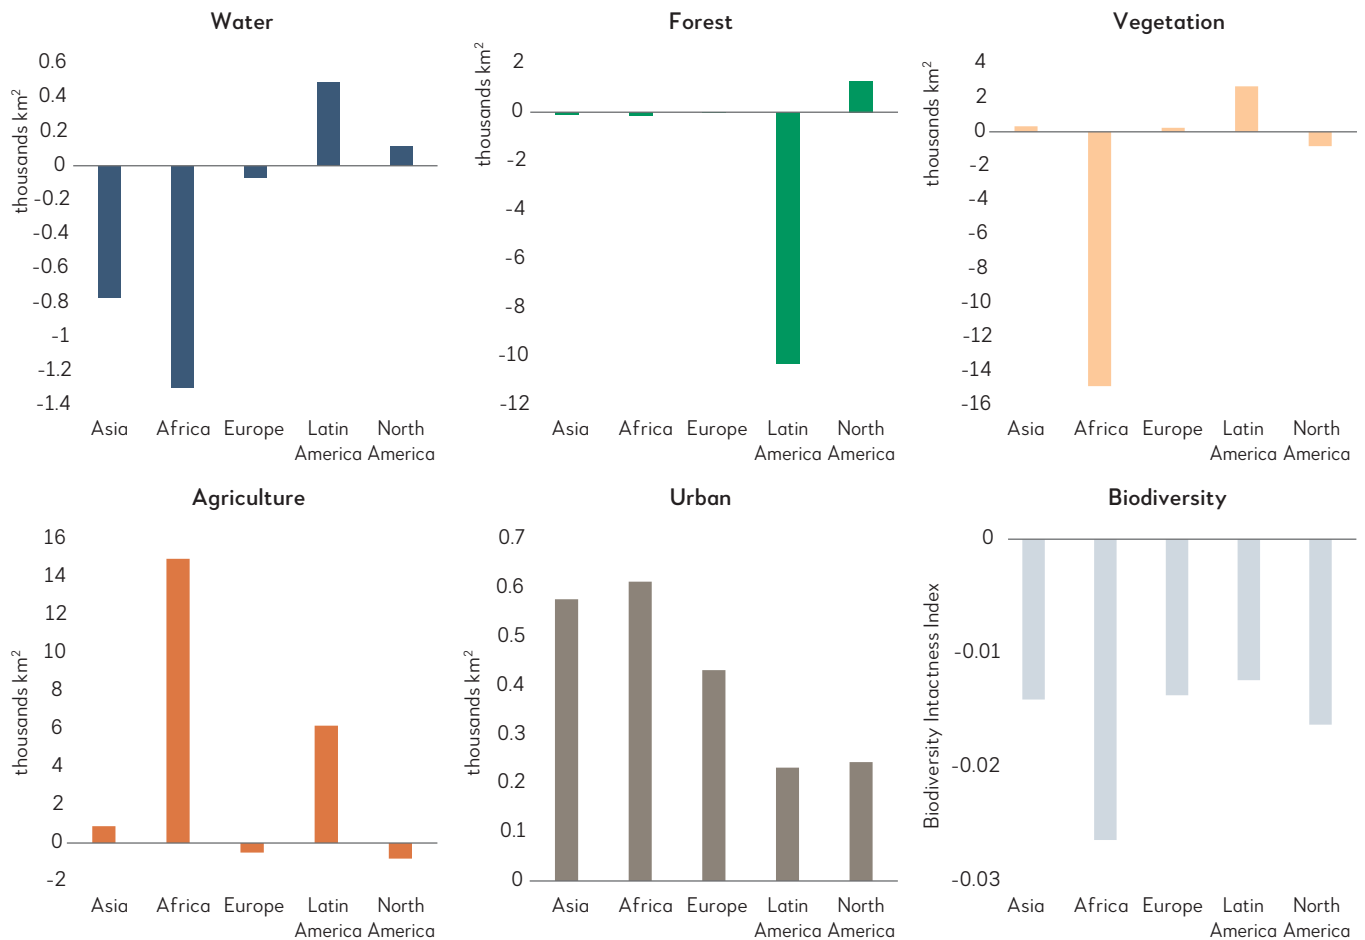 Water
thousands km²
0.6
0.4
0.2
0
-0.2
-0.4
-0.6
-0.8
-1
-1.2
-1.4
Asia
Africa
Europe
Latin America
North America
Forest
thousands km²
2
0
-2
-4
-6
-8
-10
-12
Asia
Africa
Europe
Latin America
North America
Vegetation
thousands km²
4
2
0
-2
-4
-6
-8
-10
-12
-14
-16
Asia
Africa
Europe
Latin America
North America
Agriculture
thousands km²
16
14
12
10
8
6
4
2
0
-2
Asia
Africa
Europe
Latin America
North America
Urban
thousands km²
0.7
0.6
0.5
0.4
0.3
0.2
0.1
0
Asia
Africa
Europe
Latin America
North America
Biodiversity
Biodiversity Intactness Index
0
-0.01
-0.02
-0.03
Asia
Africa
Europe
Latin America
North America